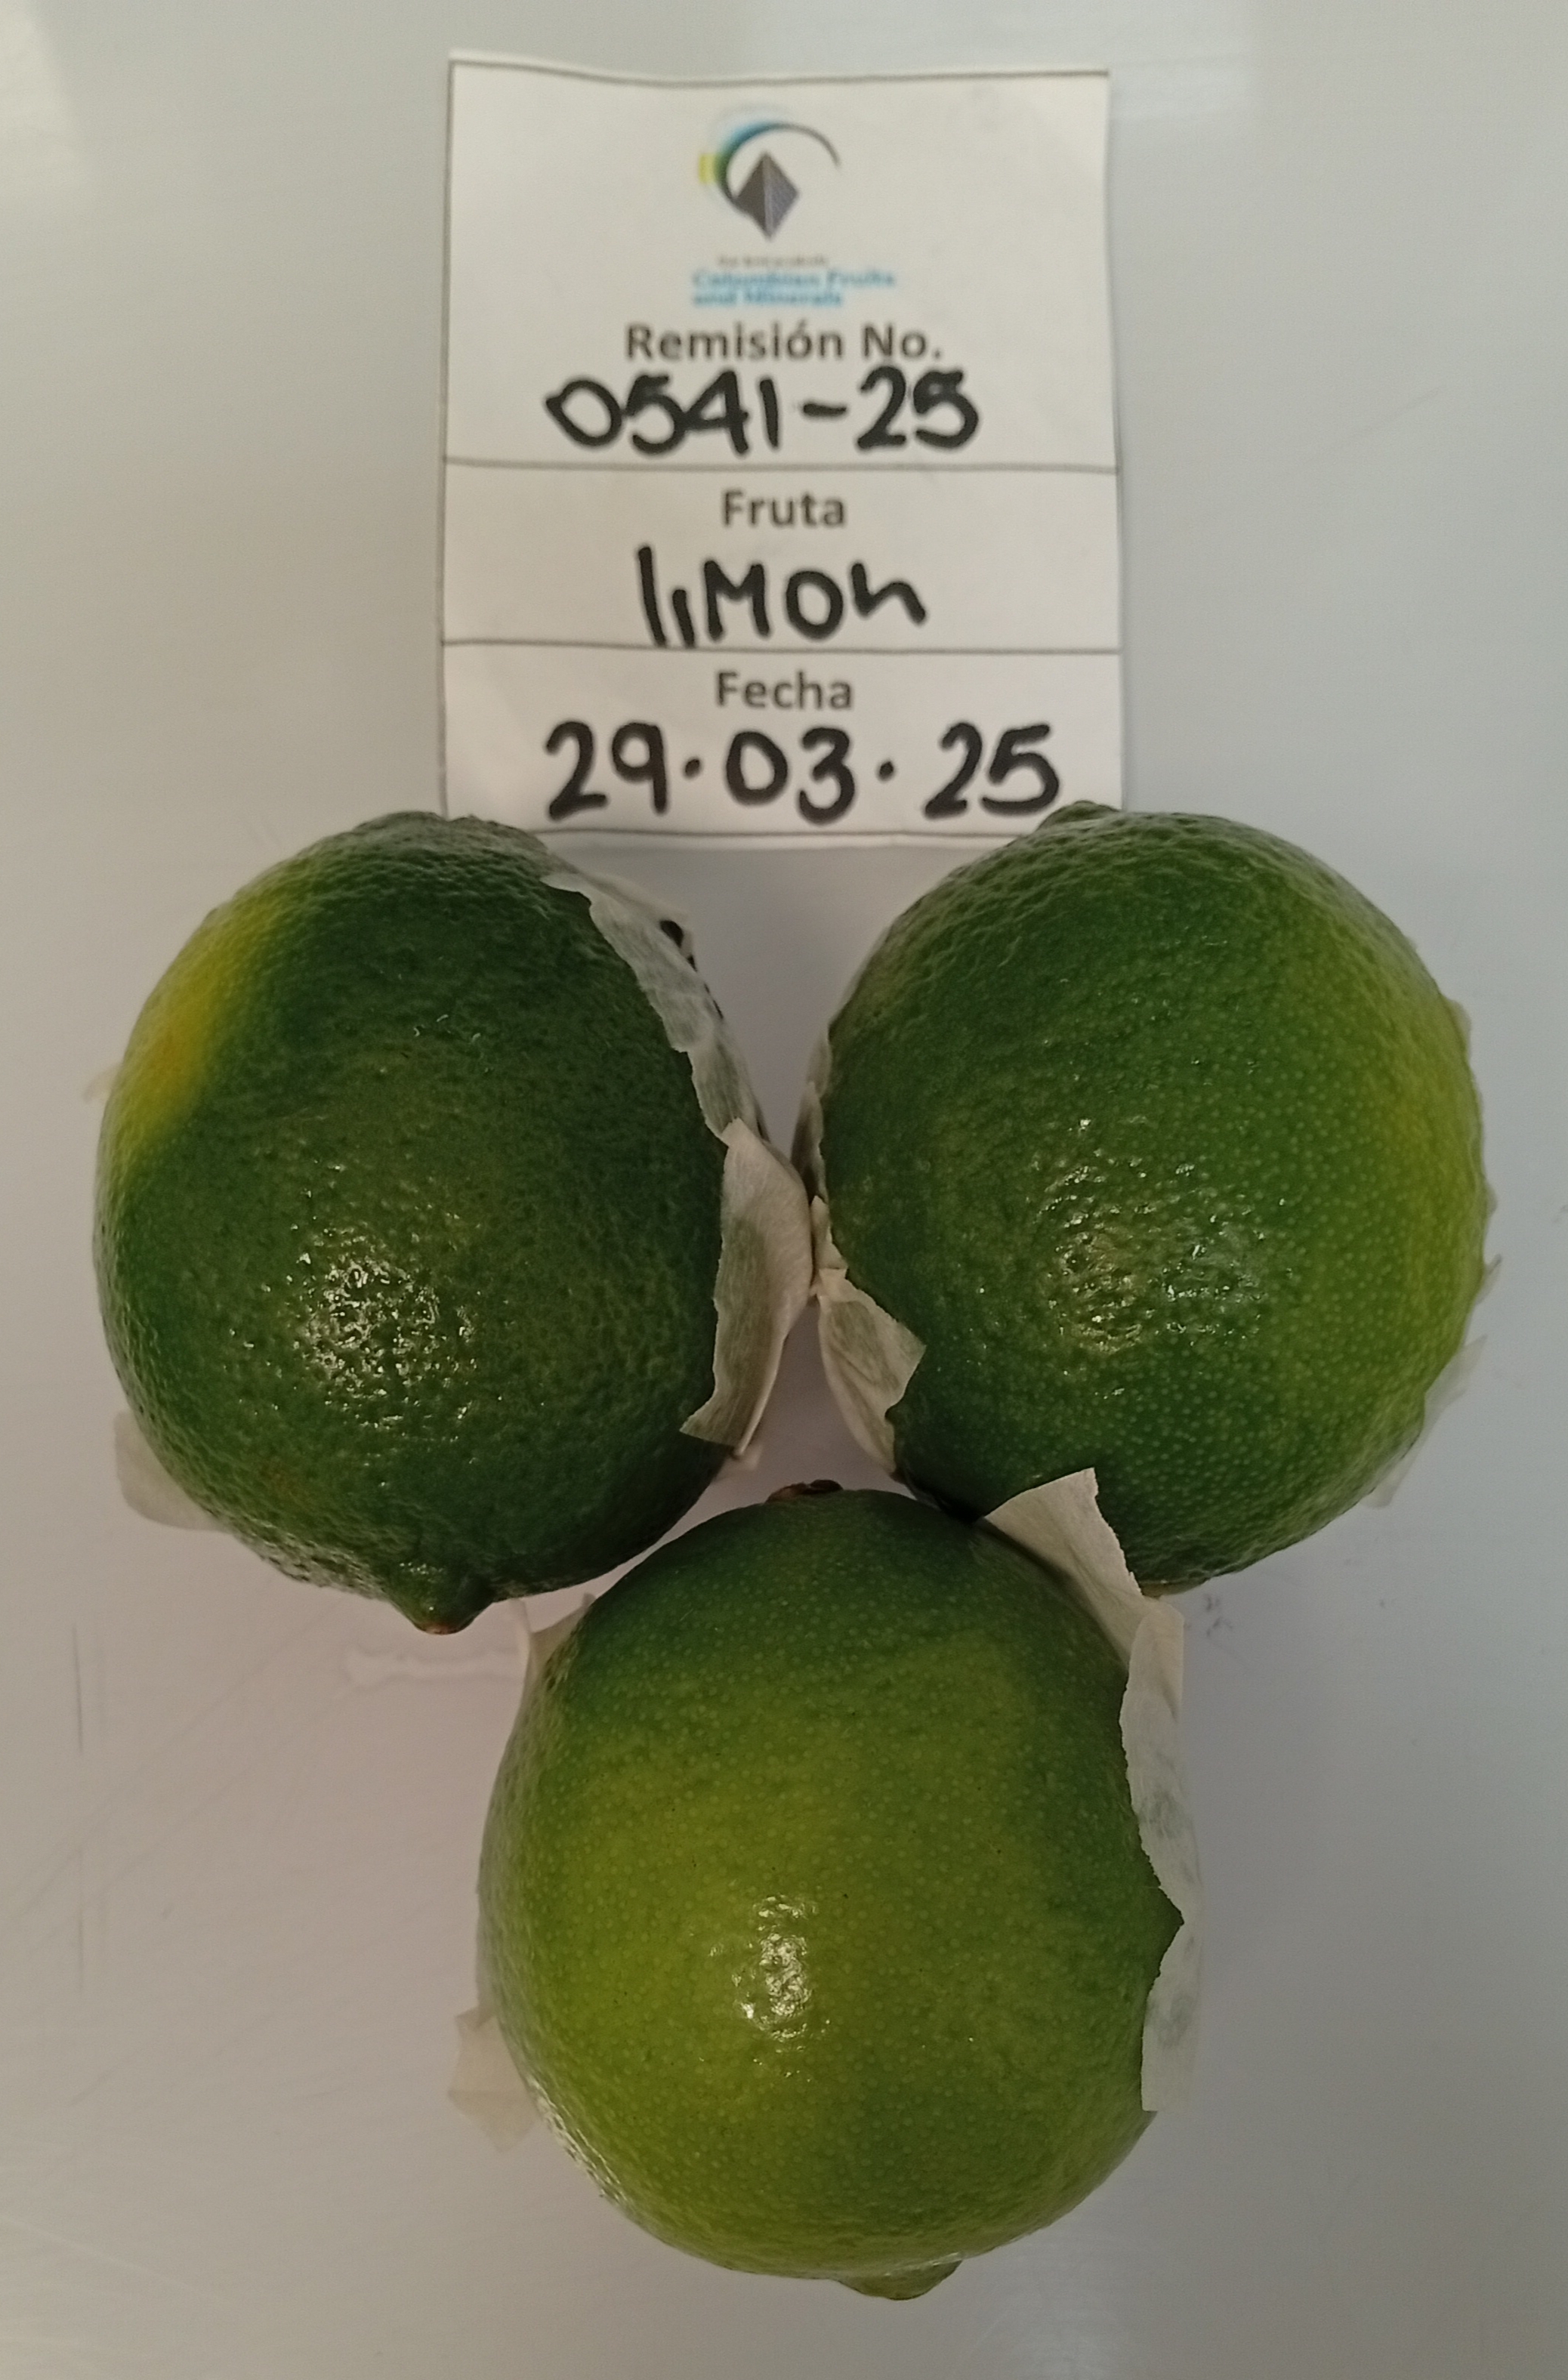 Colombian Fruits
and Minerals
Remisión No.
0541-25
Fruta
liMon
Fecha
29.03.25